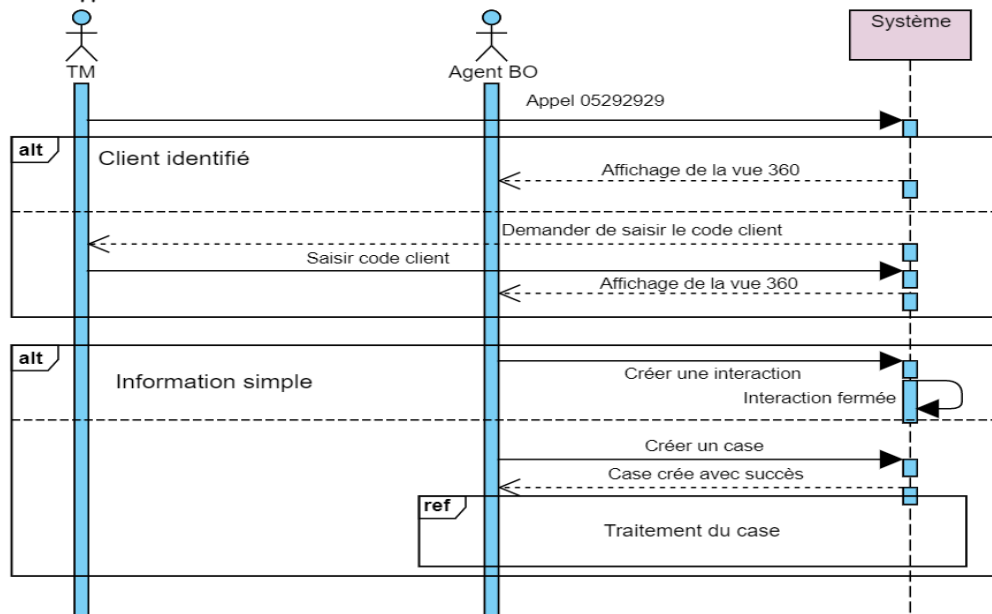 Système
TM
Agent BO
Appel 05292929
alt
Client identifié
Affichage de la vue 360
Demander de saisir le code client
Saisir code client
Affichage de la vue 360
alt
Information simple
Créer une interaction
Interaction fermée
Créer un case
Case crée avec succès
ref
Traitement du case